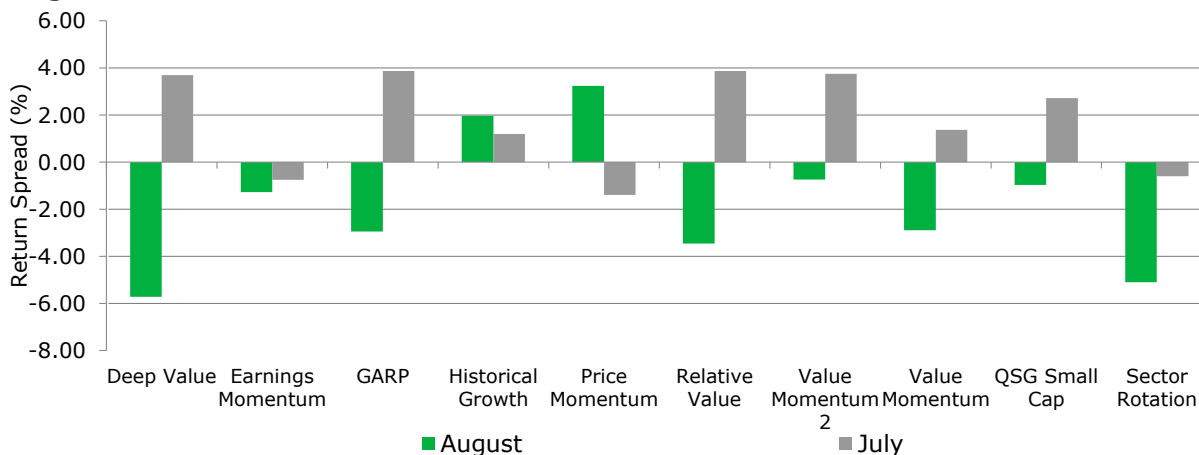 6.00
4.00
2.00
0.00
-2.00
-4.00
-6.00
-8.00
Return Spread (%)
Deep Value
Earnings
Momentum
GARP
Historical
Growth
Price
Momentum
Relative
Value
Value
Momentum
2
Value
Momentum
QSG Small
Cap
Sector
Rotation
August
July